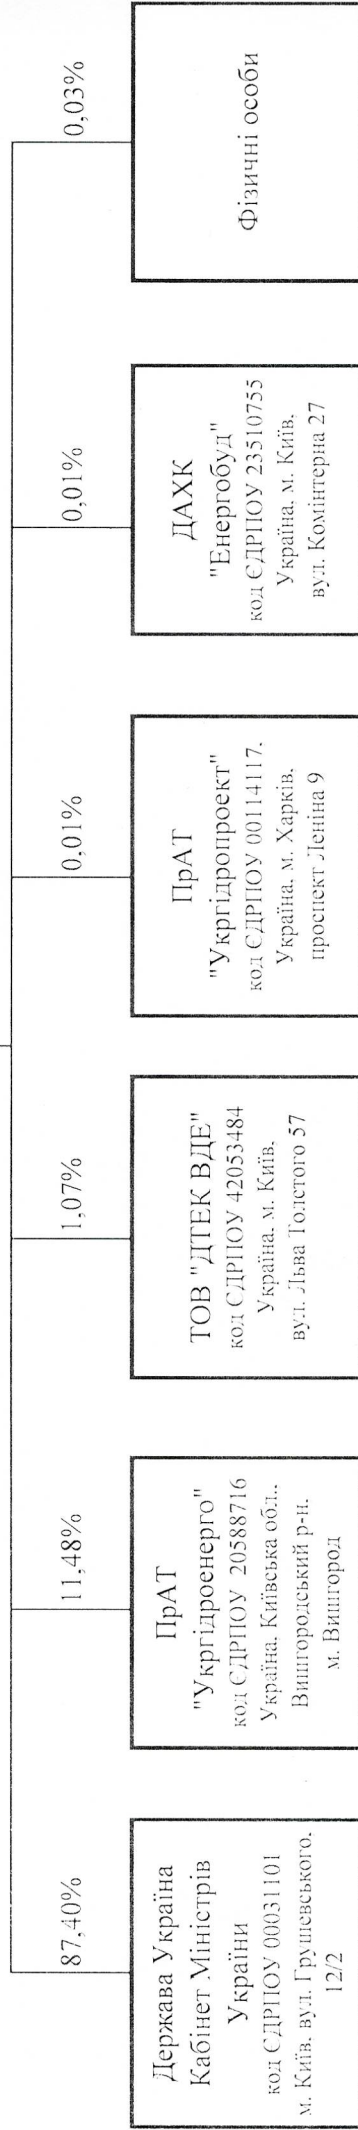 87,40%
Держава Україна
Кабінет Міністрів
України
код ЄДРПОУ 00031101
м. Київ, вул. Грушевського,
12/2
11,48%
ПрАТ
"Укргідроенерго"
код ЄДРПОУ 20588716
Україна, Київська обл.,
Вишгородський р-н,
м. Вишгород
1,07%
ТОВ "ДТЕК ВДЕ"
код ЄДРПОУ 42053484
Україна, м. Київ,
вул. Льва Толстого 57
0,01%
ПрАТ
"Укргідропроект"
код ЄДРПОУ 00114117,
Україна, м. Харків,
проспект Леніна 9
0,01%
ДАХК
"Енергобуд"
код ЄДРПОУ 23510755
Україна, м. Київ,
вул. Комінтерна 27
0,03%
Фізичні особи